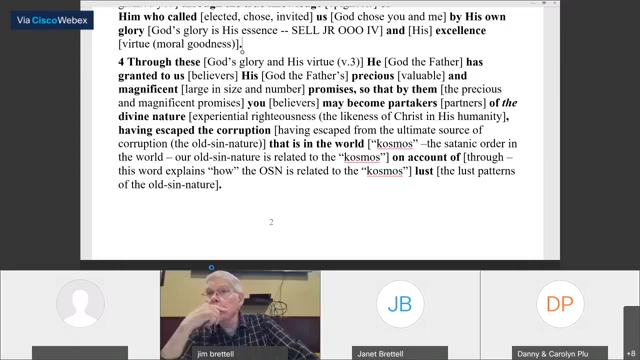 Via CiscoWebex
Him who called [elected, chose, invited] us [God chose you and me] by His own
glory [God's glory is His essence -- SELL JR OOO IV] and [His] excellence
[virtue (moral goodness)].
4 Through these [God's glory and His virtue (v.3)] He [God the Father] has
granted to us [believers] His [God the Father's] precious [valuable] and
magnificent [large in size and number] promises, so that by them [the precious
and magnificent promises] you [believers] may become partakers [partners] of the
divine nature [experiential righteousness (the likeness of Christ in His humanity],
having escaped the corruption [having escaped from the ultimate source of
corruption (the old-sin-nature)] that is in the world ["kosmos" –the satanic order in
the world – our old-sin-nature is related to the "kosmos"] on account of [through –
this word explains "how" the OSN is related to the "kosmos"] lust [the lust patterns
of the old-sin-nature].
2
JB
DP
jim brettell
Janet Brettell
Danny & Carolyn Plu
+8